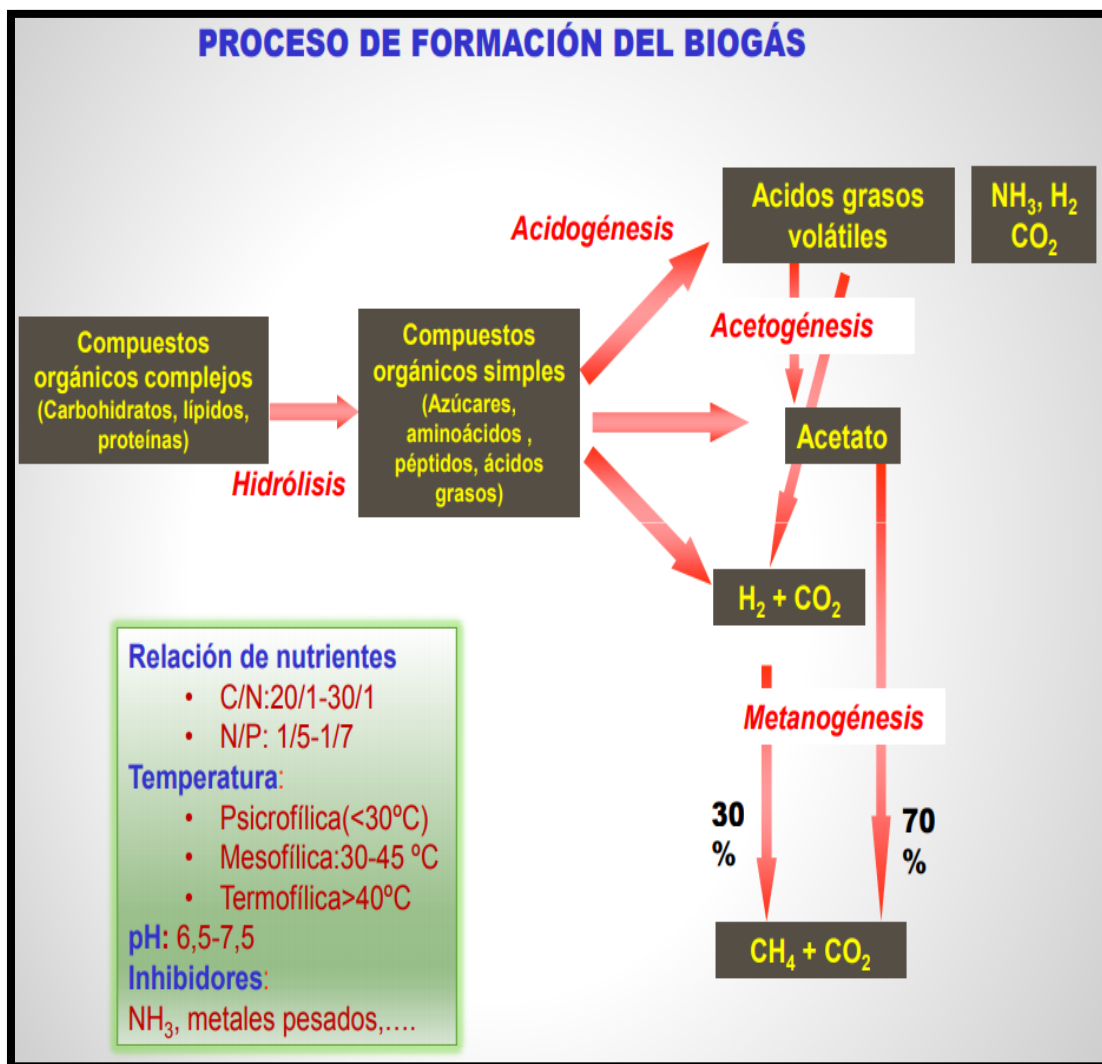 PROCESO DE FORMACIÓN DEL BIOGÁS
Acidos grasos
volátiles
NH₃, H₂
CO₂
Acidogénesis
Acetogénesis
Compuestos
orgánicos complejos
(Carbohidratos, lípidos,
proteínas)
Hidrólisis
Compuestos
orgánicos simples
(Azúcares,
aminoácidos ,
péptidos, ácidos
grasos)
Acetato
H₂ + CO₂
Metanogénesis
30
%
70
%
CH₄ + CO₂
Relación de nutrientes
• C/N:20/1-30/1
• N/P: 1/5-1/7
Temperatura:
• Psicrofílica(<30ºC)
• Mesofílica:30-45 ºC
• Termofílica>40ºC
pH: 6,5-7,5
Inhibidores:
NH₃, metales pesados,....